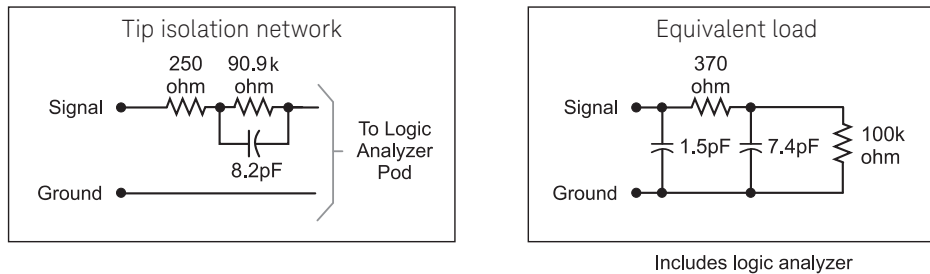 Tip isolation network
250
ohm
90.9k
ohm
Signal
8.2pF
Ground
To Logic
Analyzer
Pod
Equivalent load
370
ohm
Signal
1.5pF
7.4pF
100k
ohm
Ground
Includes logic analyzer